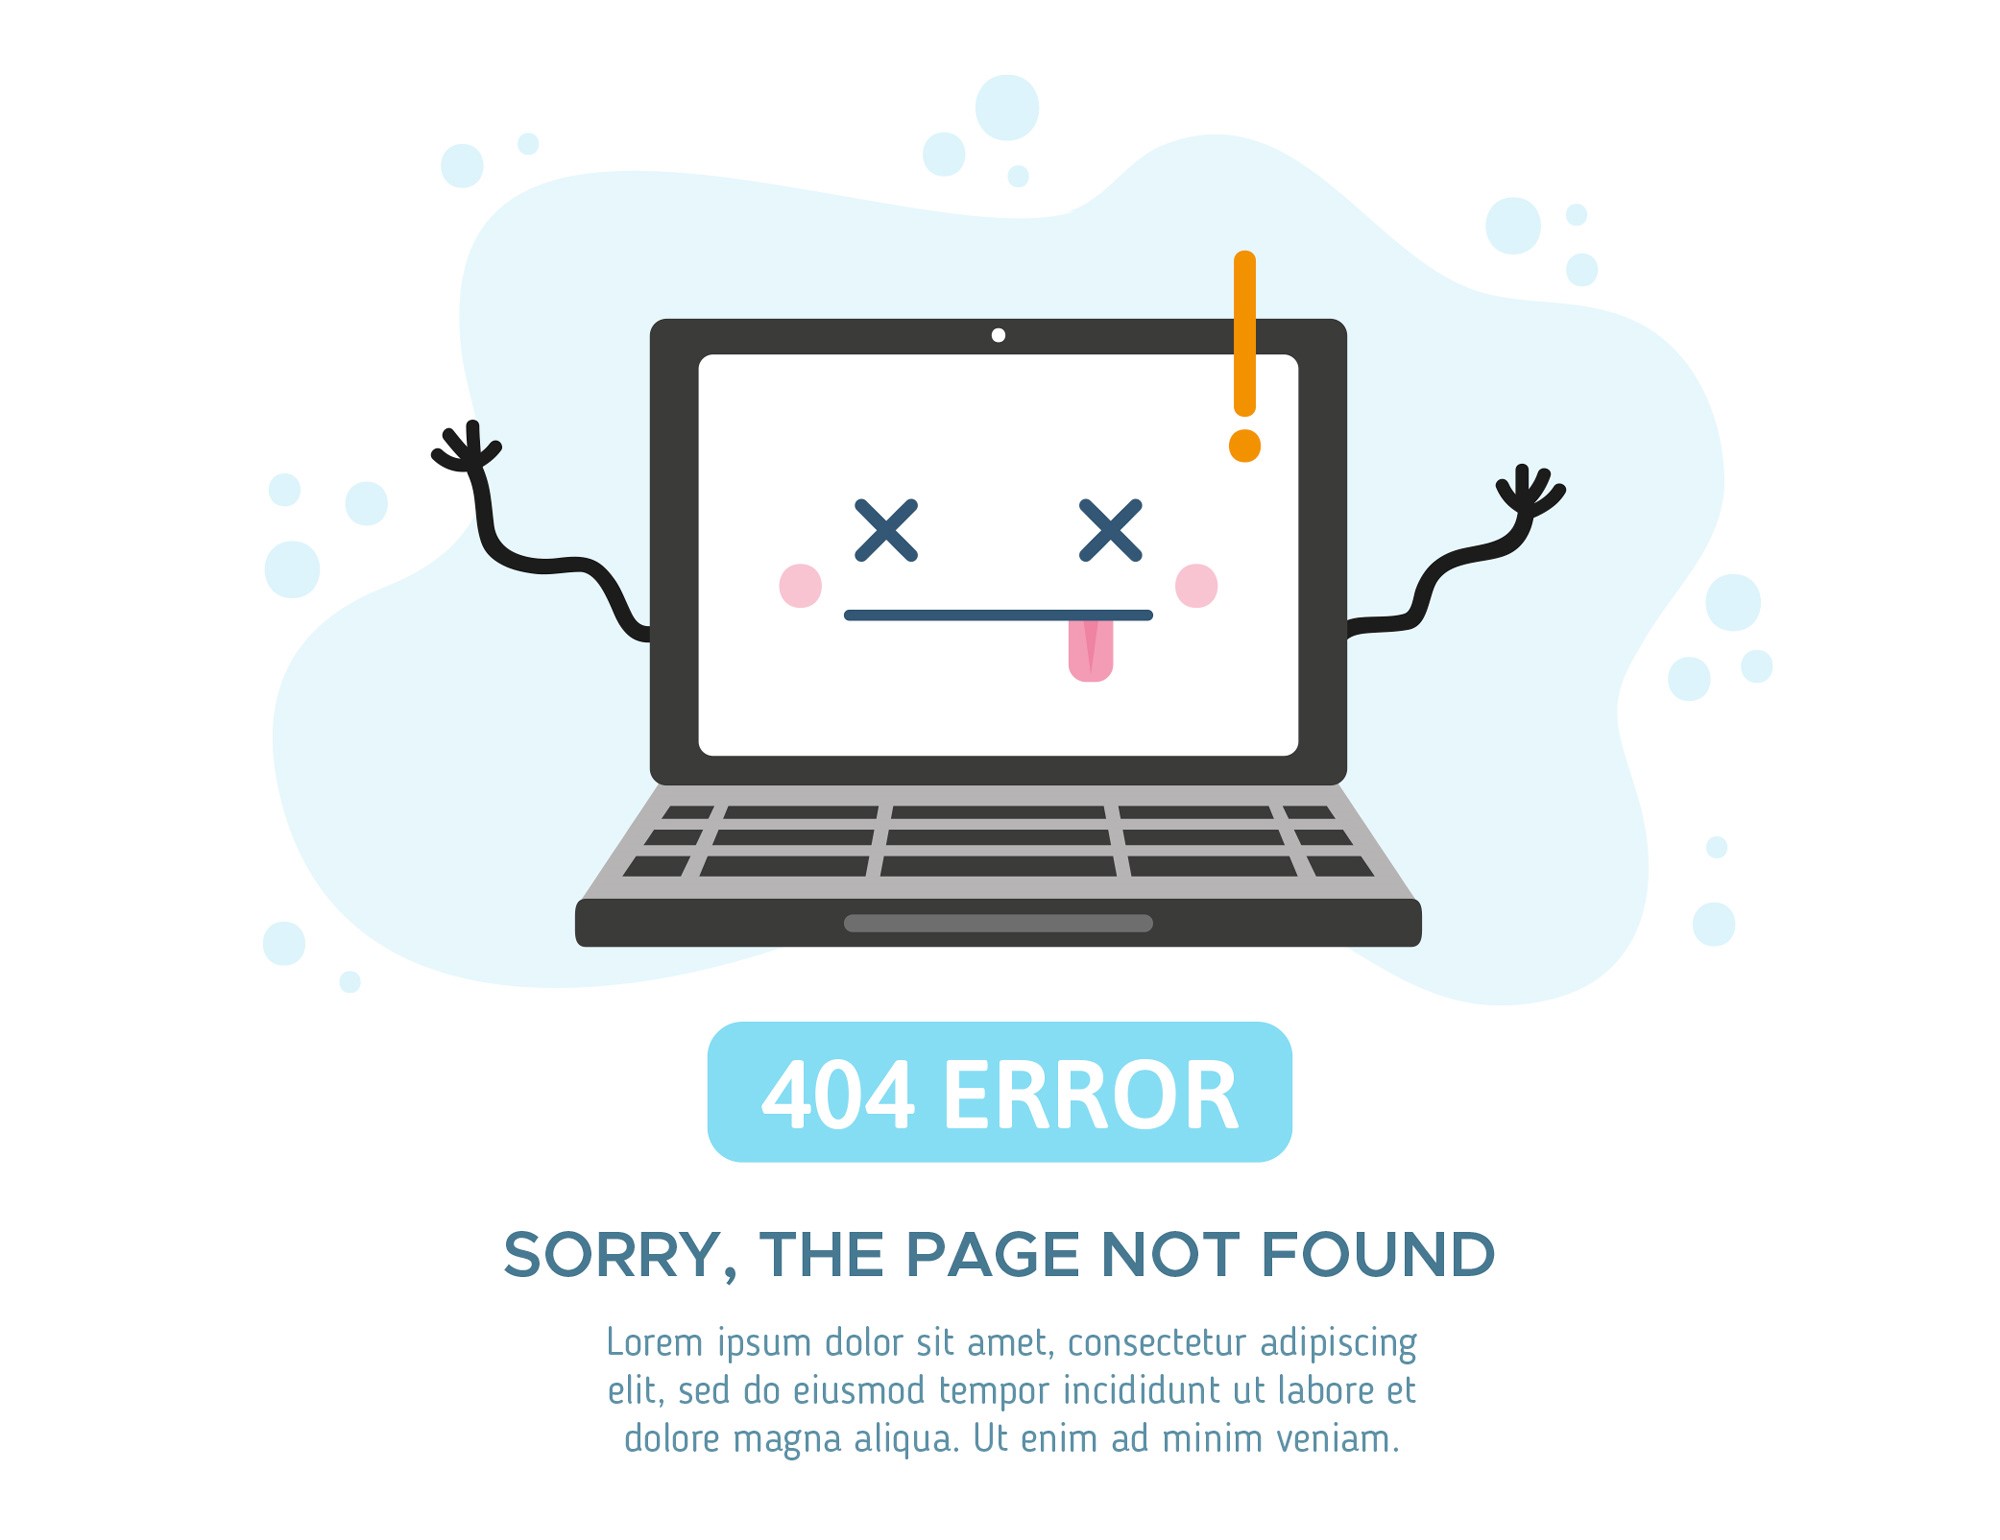 404 ERROR
SORRY, THE PAGE NOT FOUND
Lorem ipsum dolor sit amet, consectetur adipiscing
elit, sed do eiusmod tempor incididunt ut labore et
dolore magna aliqua. Ut enim ad minim veniam.